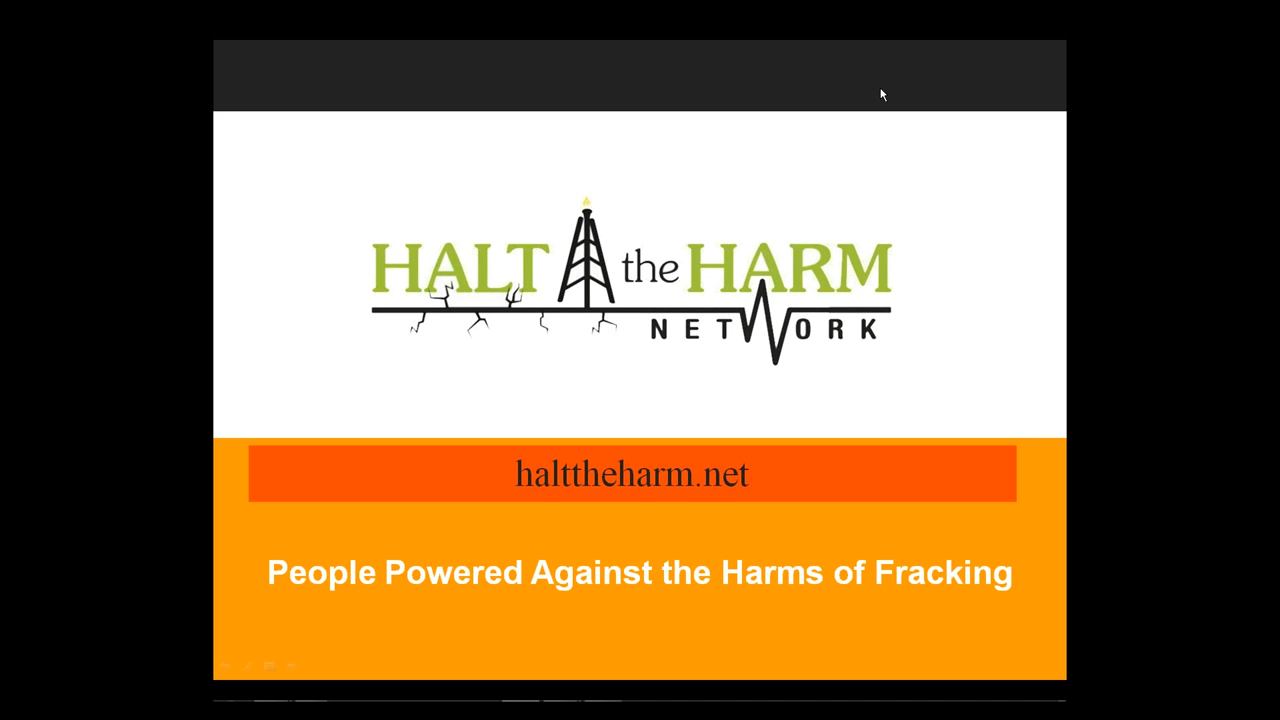 HALT the HARM
NETWORK
halttheharm.net
People Powered Against the Harms of Fracking